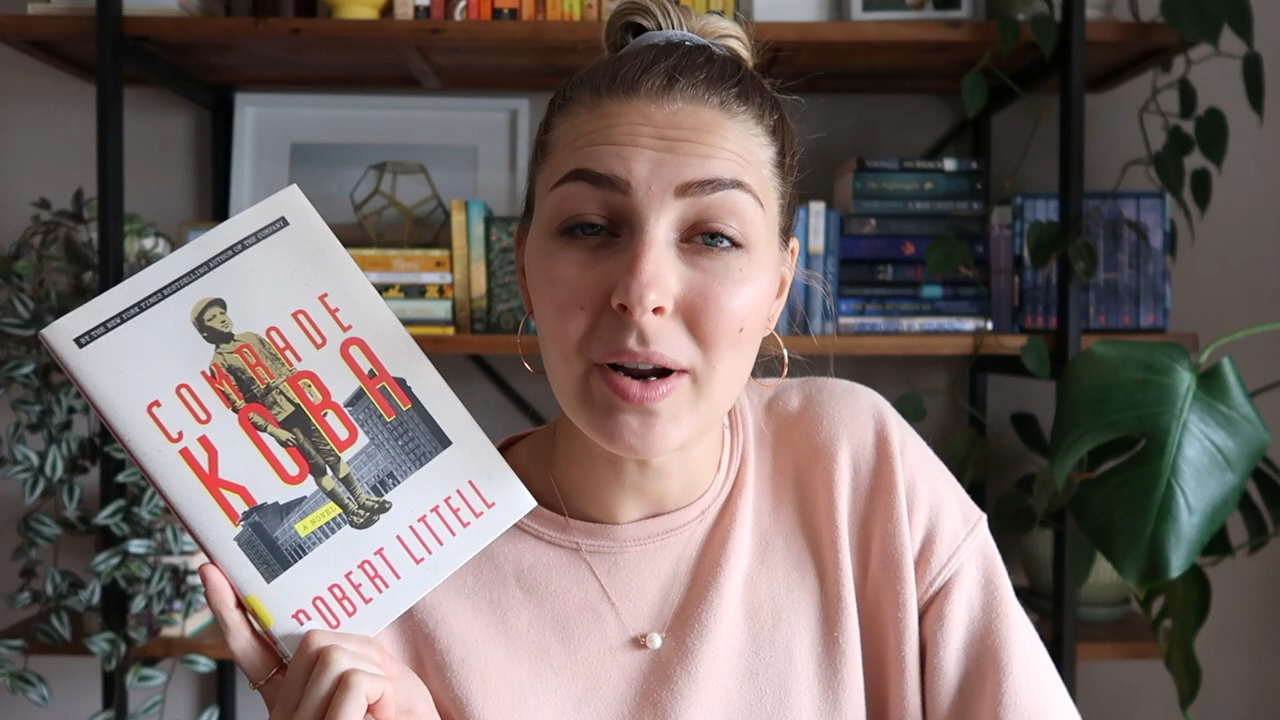 BY THE NEW YORK TIMES BESTSELLING AUTHOR OF THE COMPANY
COMRADE
KOBA
A NOVEL
ROBERT LITTELL